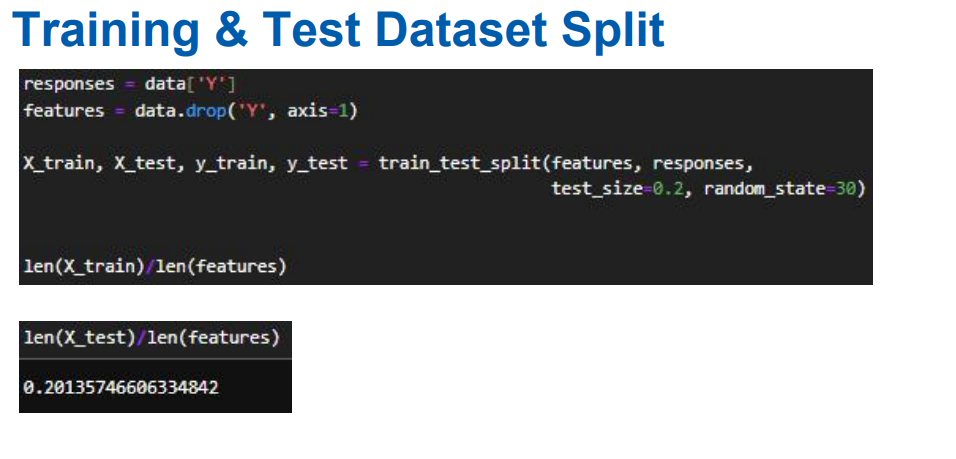 Training & Test Dataset Split
responses = data['Y']
features = data.drop('Y', axis=1)
X_train, X_test, y_train, y_test = train_test_split(features, responses,
test_size=0.2, random_state=30)
len(X_train)/len(features)
len(X_test)/len(features)
0.20135746606334842